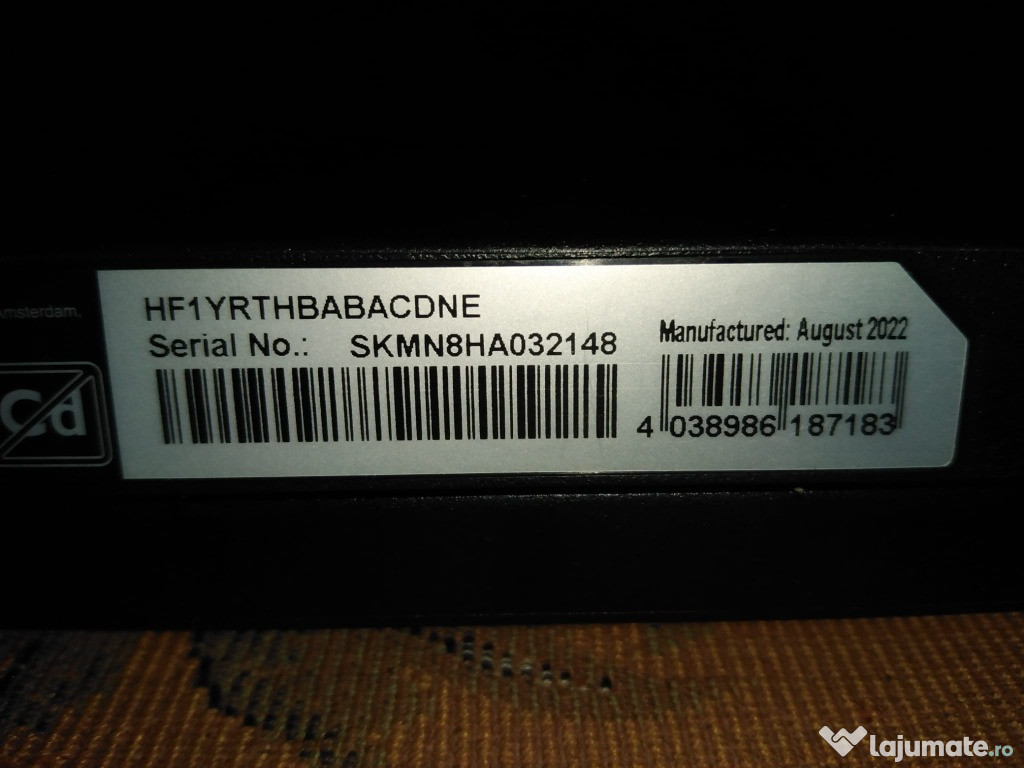 Amsterdam,
HF1YRTHBABACDNE
Serial No.: SKMN8HA032148
Manufactured: August 2022
4 038986 187183
Cd
lajumate.ro